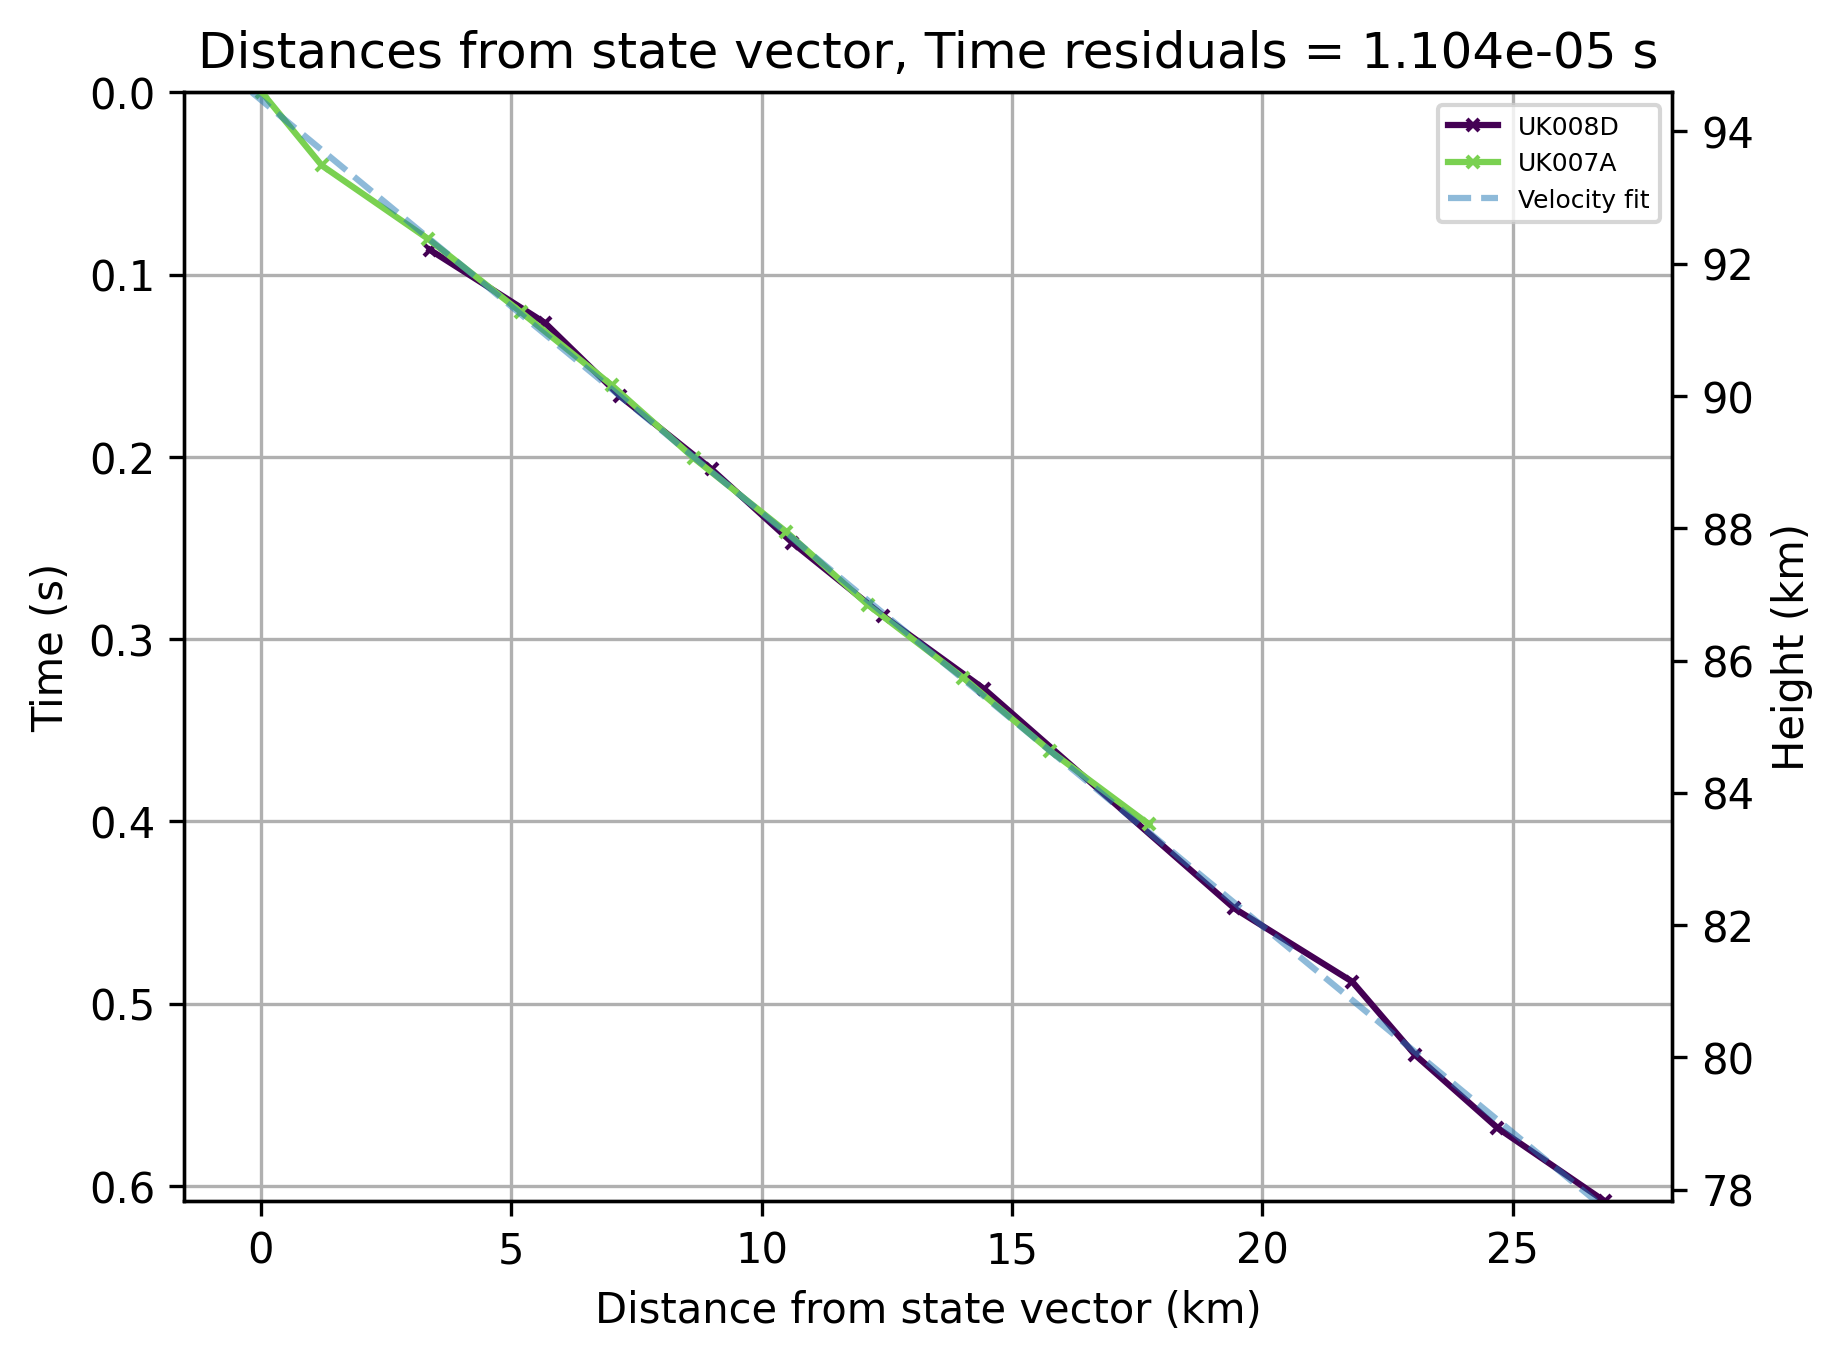 Distances from state vector, Time residuals = 1.104e-05 s
UK008D
UK007A
Velocity fit
Time (s)
0.0
0.1
0.2
0.3
0.4
0.5
0.6
94
92
90
88
86
84
82
80
78
Height (km)
0 5 10 15 20 25
Distance from state vector (km)